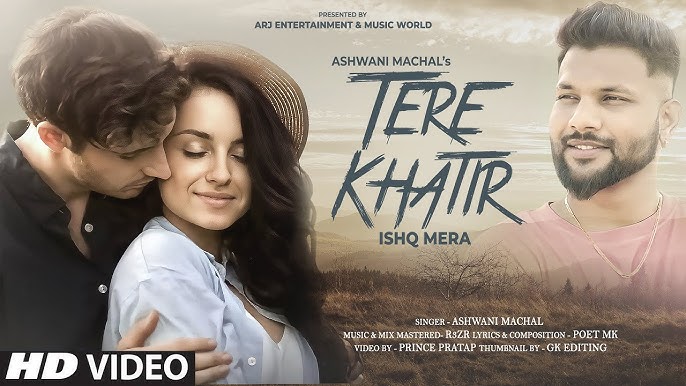 PRESENTED BY
ARJ ENTERTAINMENT & MUSIC WORLD
ASHWANI MACHAL's
TERE
KHATIR
ISHQ MERA
SINGER - ASHWANI MACHAL
MUSIC & MIX MASTERED- R3ZR LYRICS & COMPOSITION - POET MK
VIDEO BY - PRINCE PRATAP THUMBNAIL BY - GK EDITING
HD VIDEO